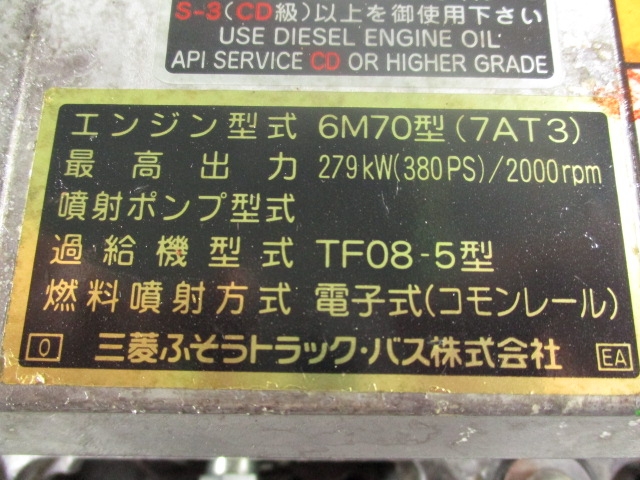 S-3(CD級)以上を御使用下さい
USE DIESEL ENGINE OIL
API SERVICE CD OR HIGHER GRADE
エンジン型式 6M70型(7AT3)
最高出力 279kW(380PS)/2000rpm
噴射ポンプ型式
過給機型式 TF08-5型
燃料噴射方式 電子式(コモンレール)
0 三菱ふそうトラック・バス株式会社 EA